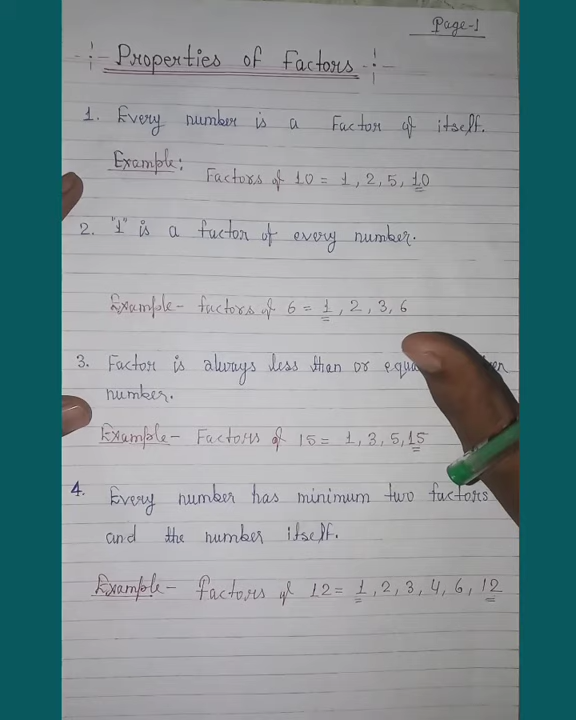 Page-1
Properties of Factors
1. Every number is a Factor of itself.
Example: Factors of 10 = 1, 2, 5, 10
2. "1" is a factor of every number.
Example- factors of 6 = 1, 2, 3, 6
3. Factor is always less than or
number.
Example- Factors of 15 = 1, 3, 5, 15
4. Every number has minimum two factors
and the number itself.
Example- factors of 12 = 1, 2, 3, 4, 6, 12